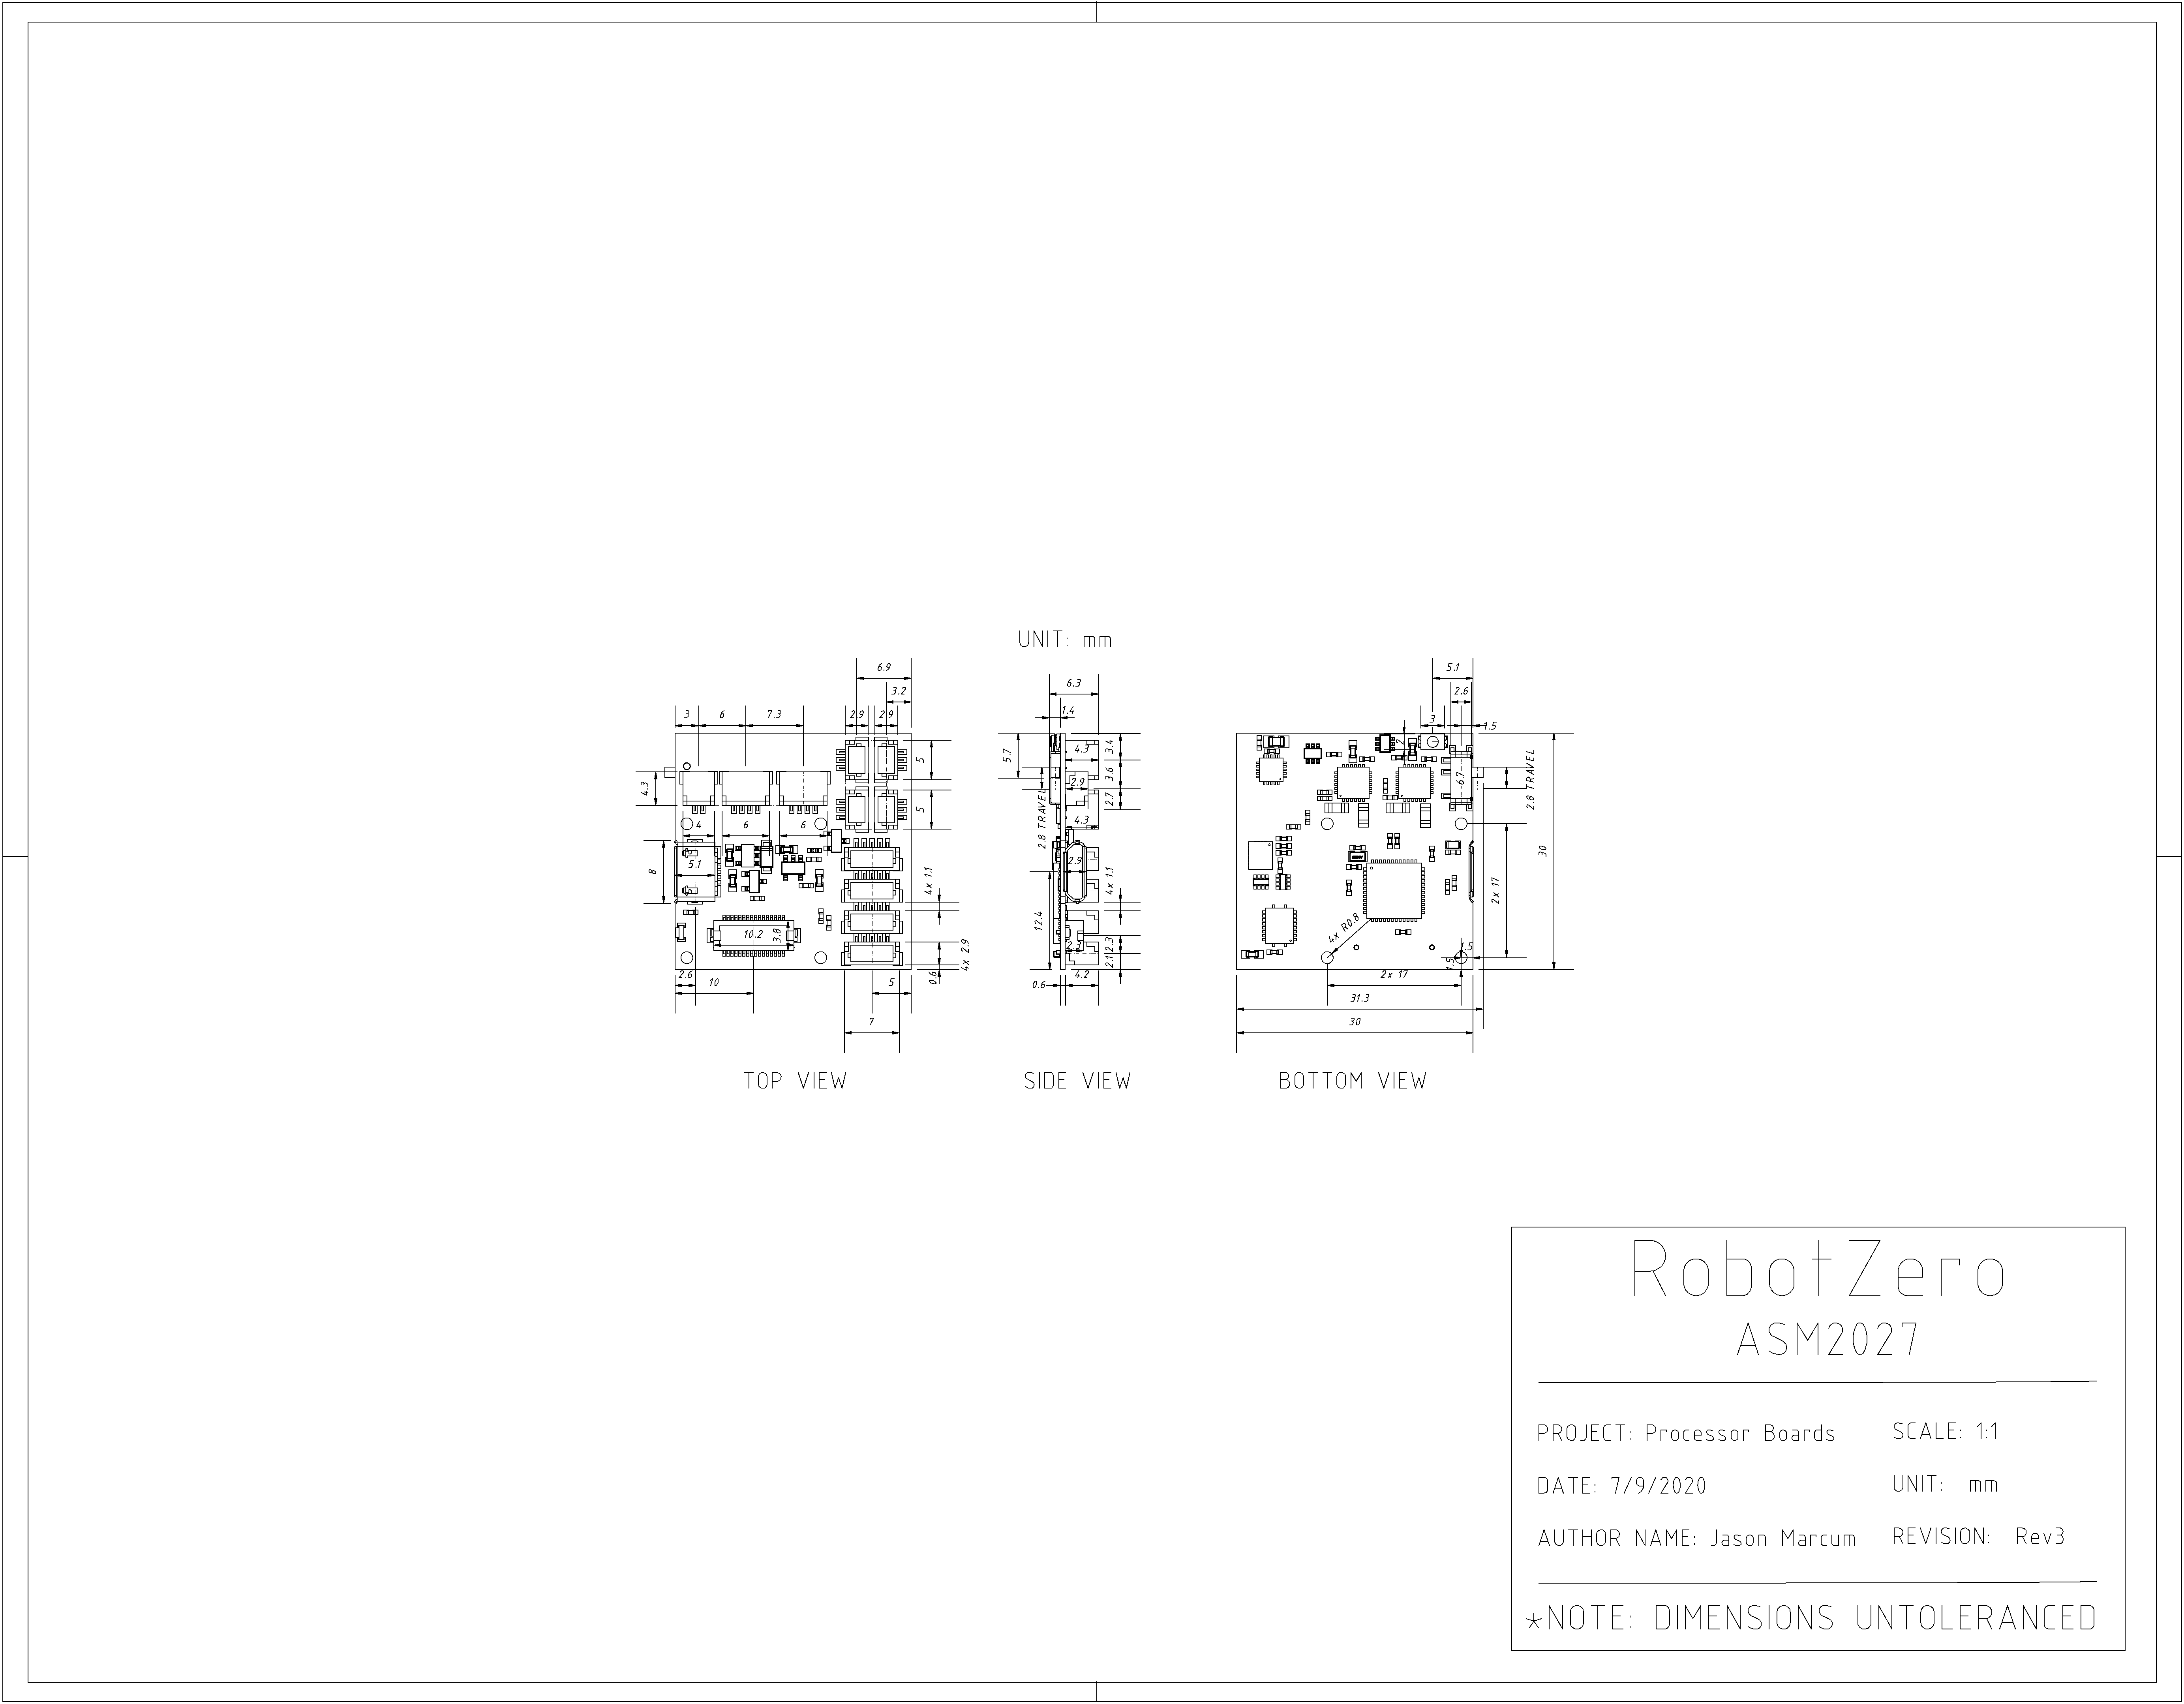 UNIT: mm
6.9
3.2
3
6
7.3
2.9
2.9
5
4.3
5
4
6
6
5.1
8
4x 1.1
10.2
3.8
4x 2.9
0.6
2.6
10
5
7
TOP VIEW
6.3
1.4
5.7
4.3
3.4
3.6
2.9
2.7
2.8 TRAVEL
4.3
2.9
4x 1.1
12.4
2.3
2.1
0.6
4.2
SIDE VIEW
5.1
2.6
3
1.5
2
6.7
2.8 TRAVEL
30
2x 17
4x R0.8
1.5
1.5
2x 17
31.3
30
BOTTOM VIEW
RobotZero
ASM2027
PROJECT: Processor Boards
SCALE: 1:1
DATE: 7/9/2020
UNIT: mm
AUTHOR NAME: Jason Marcum
REVISION: Rev3
*NOTE: DIMENSIONS UNTOLERANCED